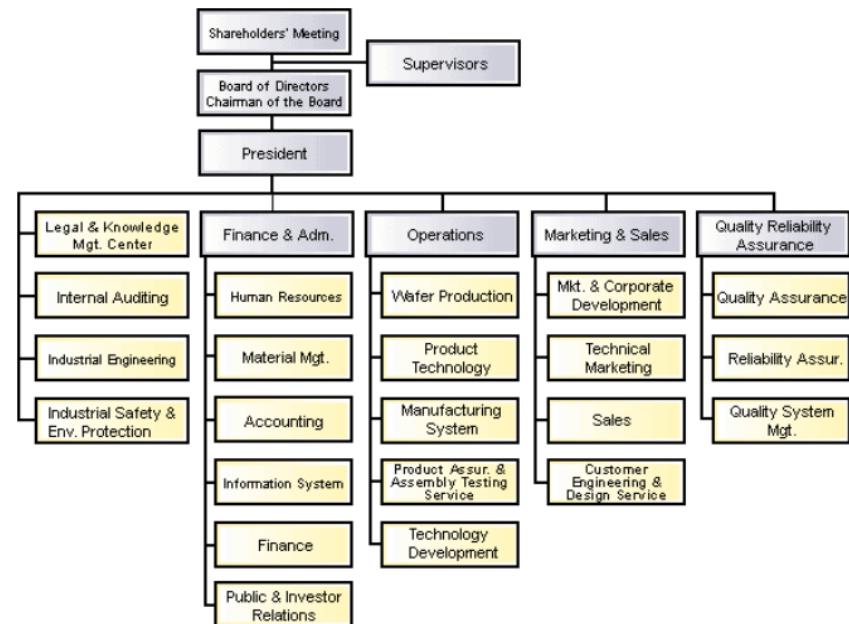 Shareholders' Meeting
Supervisors
Board of Directors
Chairman of the Board
President
Legal & Knowledge
Mgt. Center
Internal Auditing
Industrial Engineering
Industrial Safety &
Env. Protection
Finance & Adm.
Human Resources
Material Mgt.
Accounting
Information System
Finance
Public & Investor
Relations
Operations
Wafer Production
Product
Technology
Manufacturing
System
Product Assur. &
Assembly Testing
Service
Technology
Development
Marketing & Sales
Mkt. & Corporate
Development
Technical
Marketing
Sales
Customer
Engineering &
Design Service
Quality Reliability
Assurance
Quality Assurance
Reliability Assur.
Quality System
Mgt.